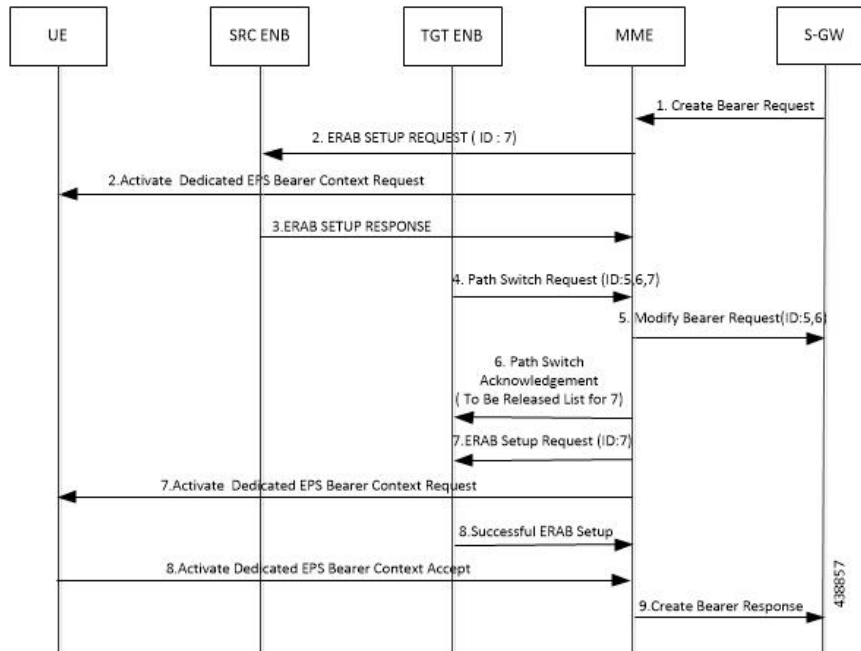 UE
SRC ENB
TGT ENB
MME
S-GW
1. Create Bearer Request
2. ERAB SETUP REQUEST ( ID : 7)
2.Activate Dedicated EPS Bearer Context Request
3.ERAB SETUP RESPONSE
4. Path Switch Request (ID:5,6,7)
5. Modify Bearer Request(ID:5,6)
6. Path Switch
Acknowledgement
( To Be Released List for 7)
7.ERAB Setup Request (ID:7)
7.Activate Dedicated EPS Bearer Context Request
8.Successful ERAB Setup
8.Activate Dedicated EPS Bearer Context Accept
9.Create Bearer Response
438857